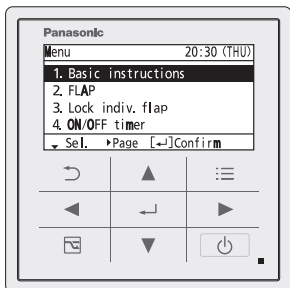 Panasonic
Menu 20:30 (THU)
1. Basic instructions
2. FLAP
3. Lock indiv. flap
4. ON/OFF timer
Sel. ▸Page [↵]Confirm